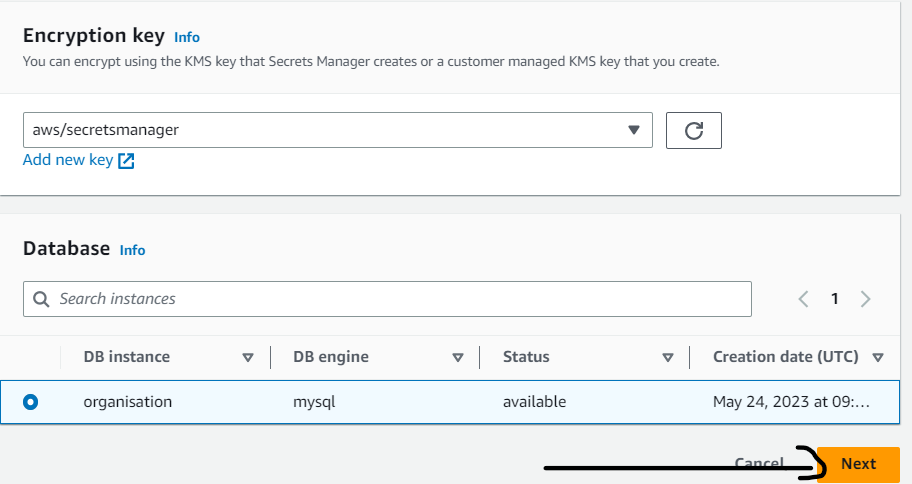 Encryption key Info
You can encrypt using the KMS key that Secrets Manager creates or a customer managed KMS key that you create.
aws/secretsmanager
Add new key
Database Info
Search instances
1
DB instance DB engine Status Creation date (UTC)
organisation mysql available May 24, 2023 at 09:…
Cancel Next